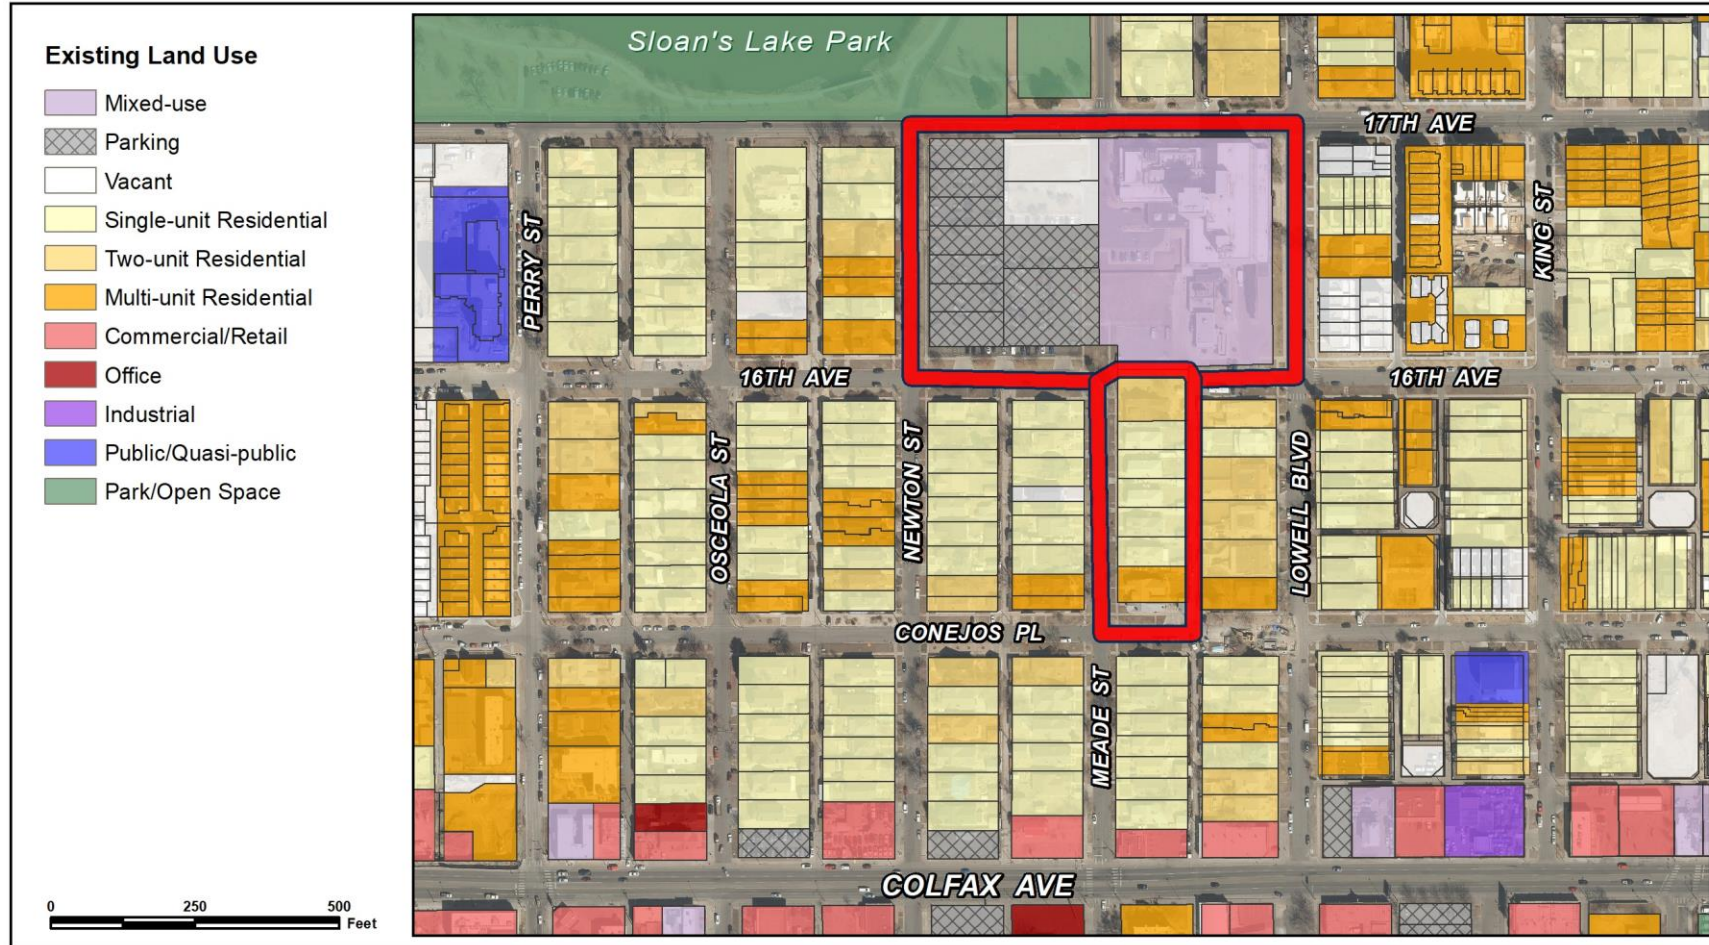 Existing Land Use
Mixed-use
Parking
Vacant
Single-unit Residential
Two-unit Residential
Multi-unit Residential
Commercial/Retail
Office
Industrial
Public/Quasi-public
Park/Open Space
0 250 500
Feet
Sloan's Lake Park
17TH AVE
PERRY ST
KING ST
16TH AVE
16TH AVE
OSCEOLA ST
NEWTON ST
LOWELL BLVD
CONEJOS PL
MEADE ST
COLFAX AVE